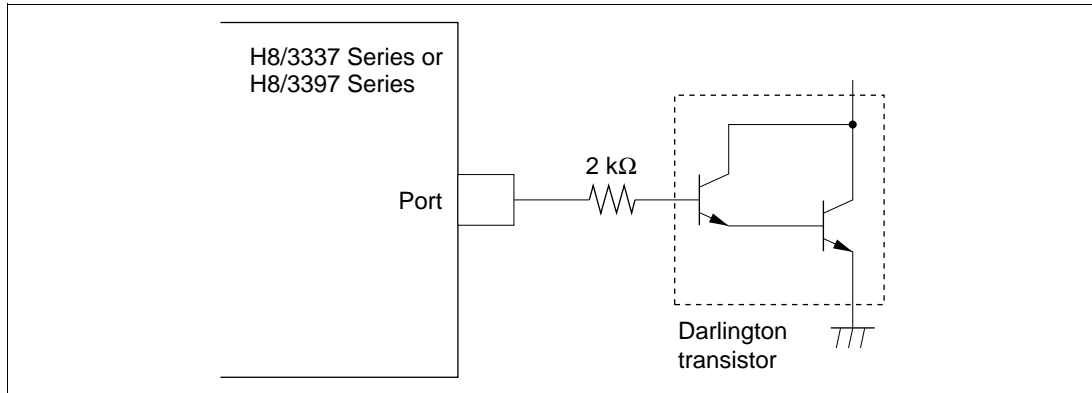 H8/3337 Series or
H8/3397 Series
Port
2 kΩ
Darlington
transistor